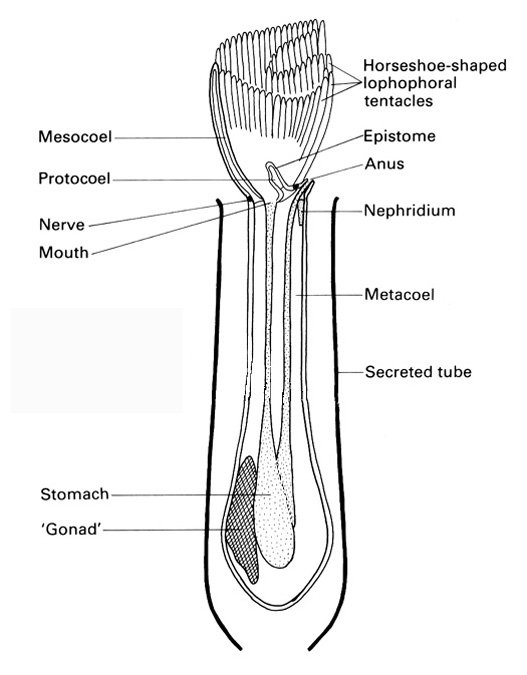 Horseshoe-shaped
lophophoral
tentacles
Mesocoel
Epistome
Anus
Protocoel
Nephridium
Nerve
Mouth
Metacoel
Secreted tube
Stomach
'Gonad'